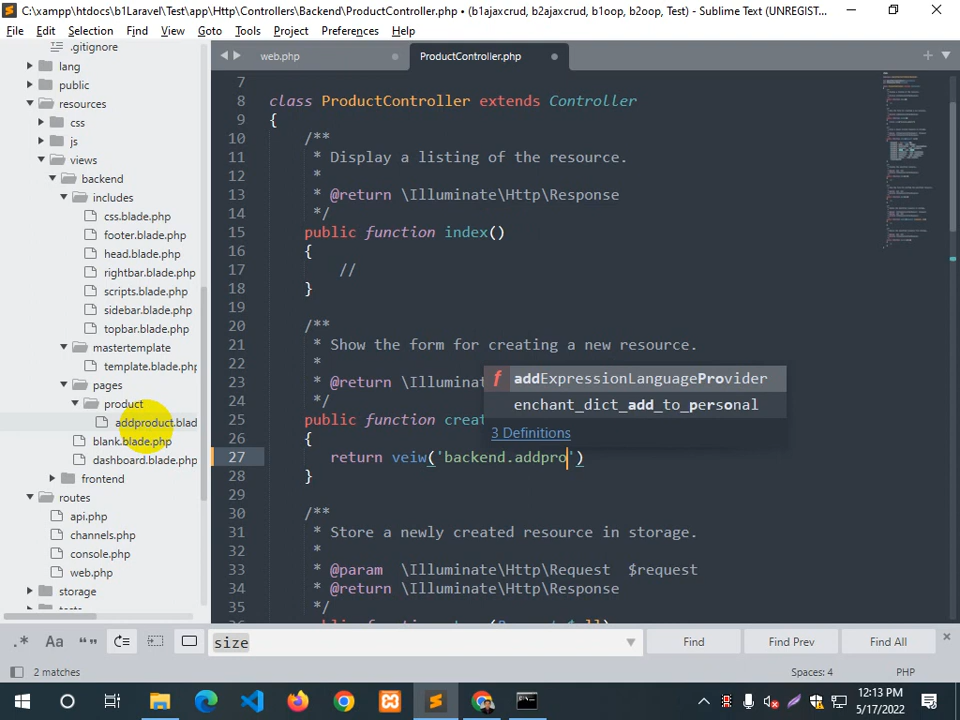 C:\xampp\htdocs\b1Laravel\Test\app\Http\Controllers\Backend\ProductController.php • (b1ajaxcrud, b2ajaxcrud, b1oop, b2oop, Test) - Sublime Text (UNREGIST...
File Edit Selection Find View Goto Tools Project Preferences Help
.gitignore
lang
public
resources
css
js
views
backend
includes
css.blade.php
footer.blade.php
head.blade.php
rightbar.blade.php
scripts.blade.php
sidebar.blade.php
topbar.blade.php
mastertemplate
template.blade.php
pages
product
addproduct.blad
blank.blade.php
dashboard.blade.php
frontend
routes
api.php
channels.php
console.php
web.php
storage
web.php
ProductController.php
7
8 class ProductController extends Controller
9 {
10 /**
11 * Display a listing of the resource.
12 *
13 * @return \Illuminate\Http\Response
14 */
15 public function index()
16 {
17 //
18 }
19
20 /**
21 * Show the form for creating a new resource.
22 *
23 * @return
24 */
25 public function crea
26 {
27 return veiw('backend.addpro')
28 }
29
30 /**
31 * Store a newly created resource in storage.
32 *
33 * @param \Illuminate\Http\Request $request
34 * @return \Illuminate\Http\Response
35 */
f addExpressionLanguageProvider
enchant_dict_add_to_personal
3 Definitions
.* Aa “” size Find Find Prev Find All
2 matches Spaces: 4 PHP
12:13 PM
5/17/2022